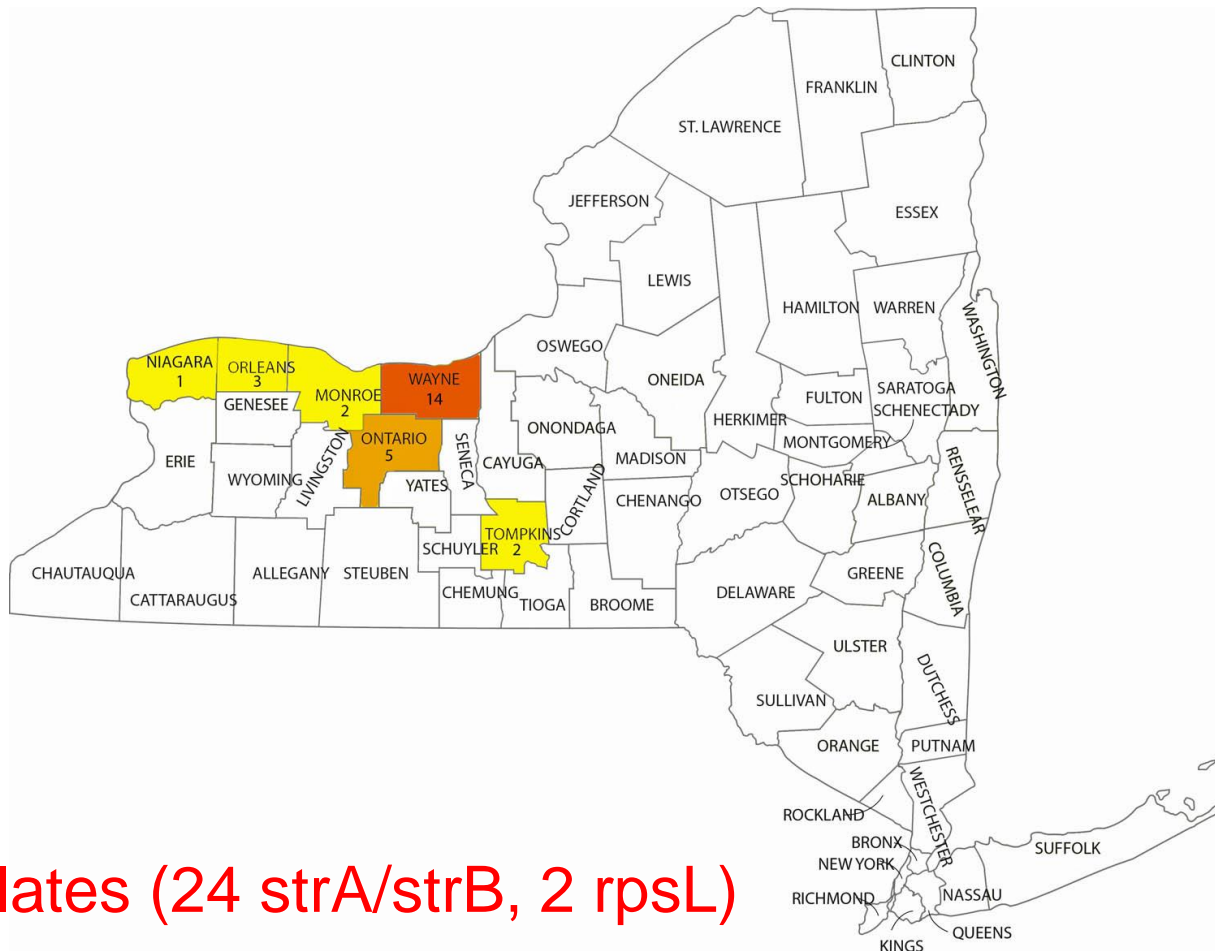 CLINTON
FRANKLIN
ST. LAWRENCE
JEFFERSON
ESSEX
LEWIS
HAMILTON
WARREN
WASHINGTON
OSWEGO
ONEIDA
HERKIMER
FULTON
SARATOGA
SCHENECTADY
MONTGOMERY
NIAGARA
1
ORLEANS
3
MONROE
2
WAYNE
14
GENESEE
ONTARIO
5
ERIE
WYOMING
LIVINGSTON
YATES
SENECA
CAYUGA
ONONDAGA
MADISON
CORTLAND
CHENANGO
OTSEGO
SCHOHARIE
ALBANY
RENSSELEAR
TOMPKINS
2
SCHUYLER
CHAUTAUQUA
CATTARAUGUS
ALLEGANY
STEUBEN
CHEMUNG
TIOGA
BROOME
DELAWARE
GREENE
COLUMBIA
ULSTER
SULLIVAN
DUTCHESS
ORANGE
PUTNAM
ROCKLAND
WESTCHESTER
BRONX
NEW YORK
RICHMOND
KINGS
QUEENS
NASSAU
SUFFOLK
lates (24 strA/strB, 2 rpsL)